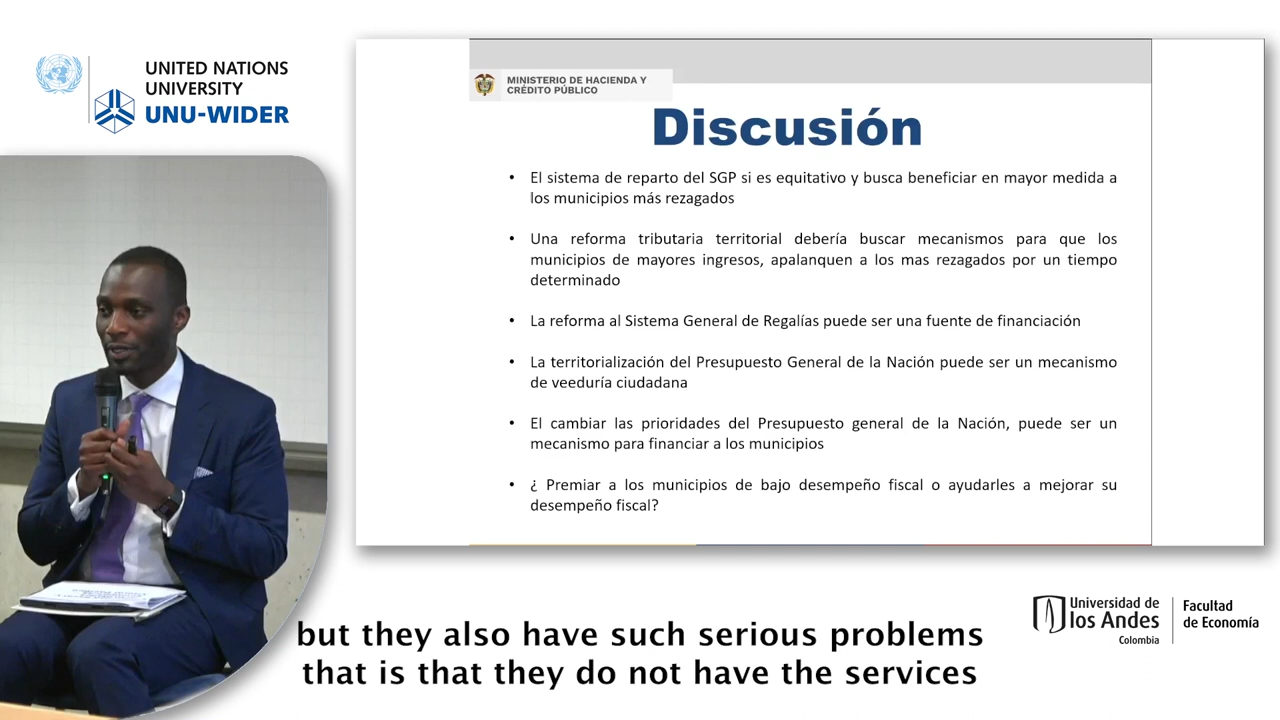 UNITED NATIONS
UNIVERSITY
UNU-WIDER
MINISTERIO DE HACIENDA Y
CRÉDITO PÚBLICO
Discusión
• El sistema de reparto del SGP si es equitativo y busca beneficiar en mayor medida a
los municipios más rezagados
• Una reforma tributaria territorial debería buscar mecanismos para que los
municipios de mayores ingresos, apalanquen a los mas rezagados por un tiempo
determinado
• La reforma al Sistema General de Regalías puede ser una fuente de financiación
• La territorialización del Presupuesto General de la Nación puede ser un mecanismo
de veeduría ciudadana
• El cambiar las prioridades del Presupuesto general de la Nación, puede ser un
mecanismo para financiar a los municipios
• ¿ Premiar a los municipios de bajo desempeño fiscal o ayudarles a mejorar su
desempeño fiscal?
but they also have such serious problems
that is that they do not have the services
Universidad de
los Andes
Colombia
Facultad
de Economía